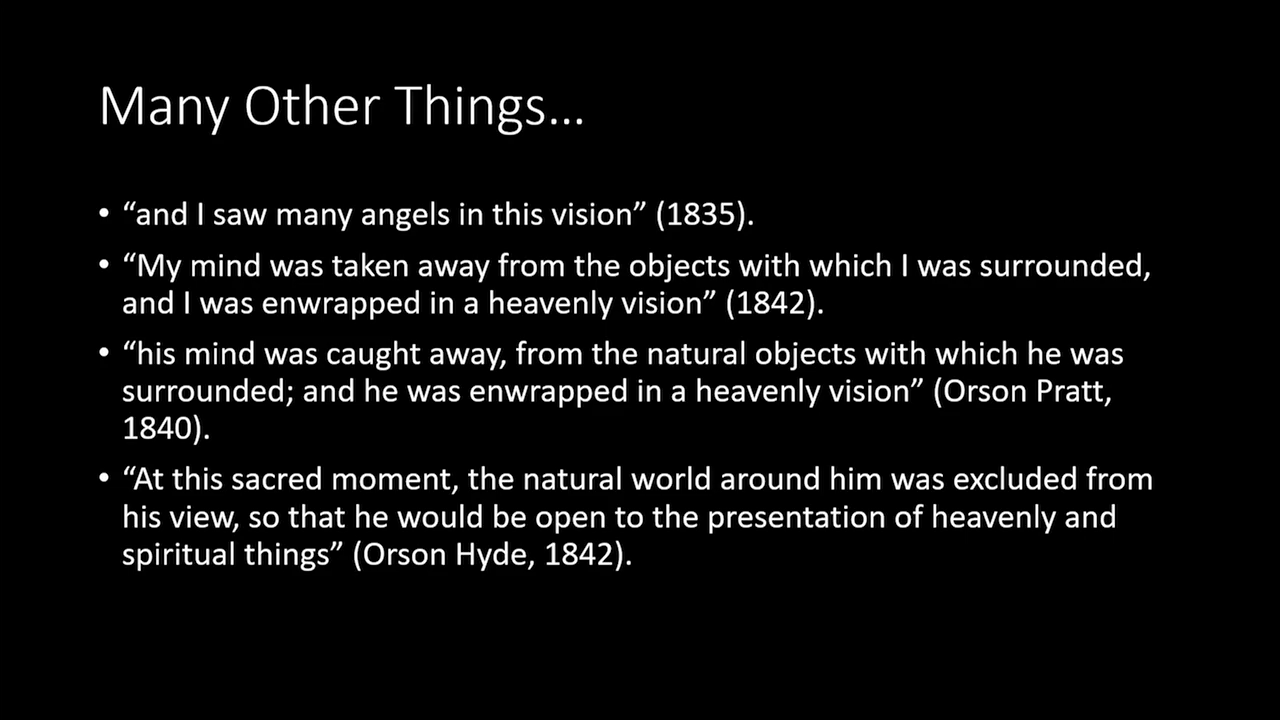 Many Other Things...
• “and I saw many angels in this vision” (1835).
• “My mind was taken away from the objects with which I was surrounded,
and I was enwrapped in a heavenly vision” (1842).
• “his mind was caught away, from the natural objects with which he was
surrounded; and he was enwrapped in a heavenly vision” (Orson Pratt,
1840).
• “At this sacred moment, the natural world around him was excluded from
his view, so that he would be open to the presentation of heavenly and
spiritual things” (Orson Hyde, 1842).